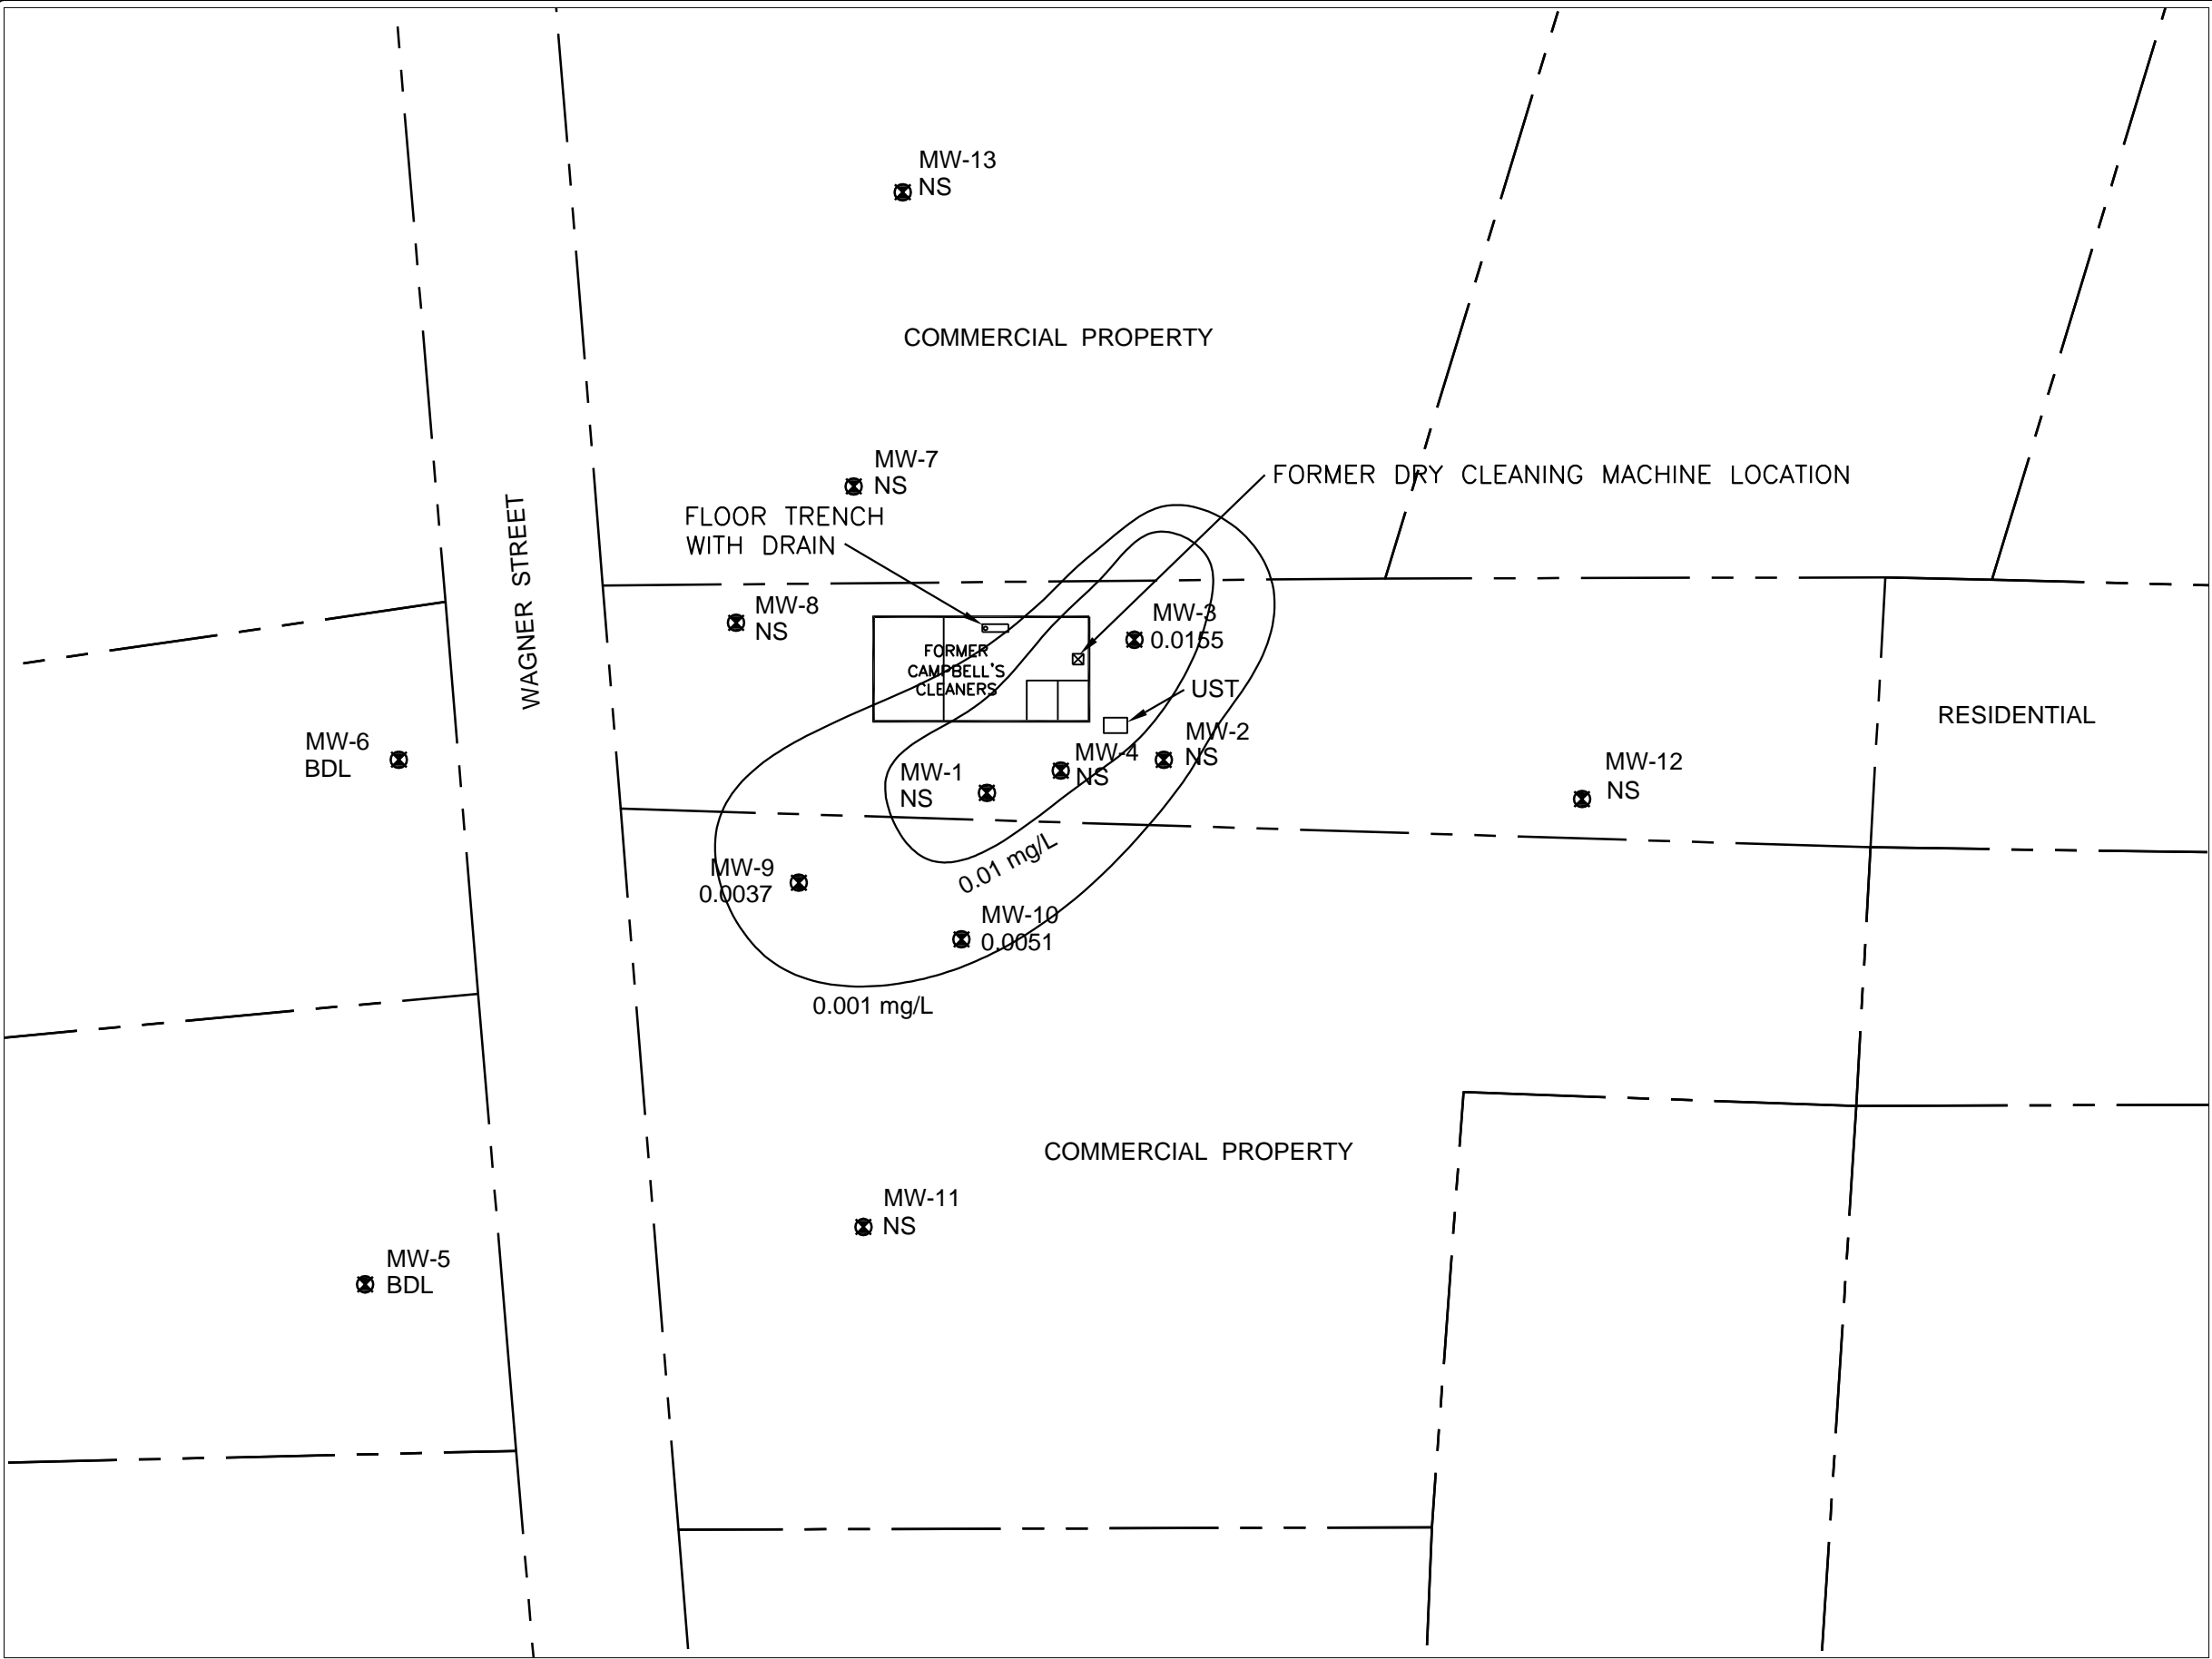 MW-13
NS
COMMERCIAL PROPERTY
MW-7
NS
FORMER DRY CLEANING MACHINE LOCATION
FLOOR TRENCH
WITH DRAIN
WAGNER STREET
MW-8
NS
MW-3
0.0155
FORMER
CAMPBELL'S
CLEANERS
UST
RESIDENTIAL
MW-6
BDL
MW-2
NS
MW-4
NS
MW-1
NS
MW-12
NS
0.01 mg/L
MW-9
0.0037
MW-10
0.0051
0.001 mg/L
COMMERCIAL PROPERTY
MW-11
NS
MW-5
BDL